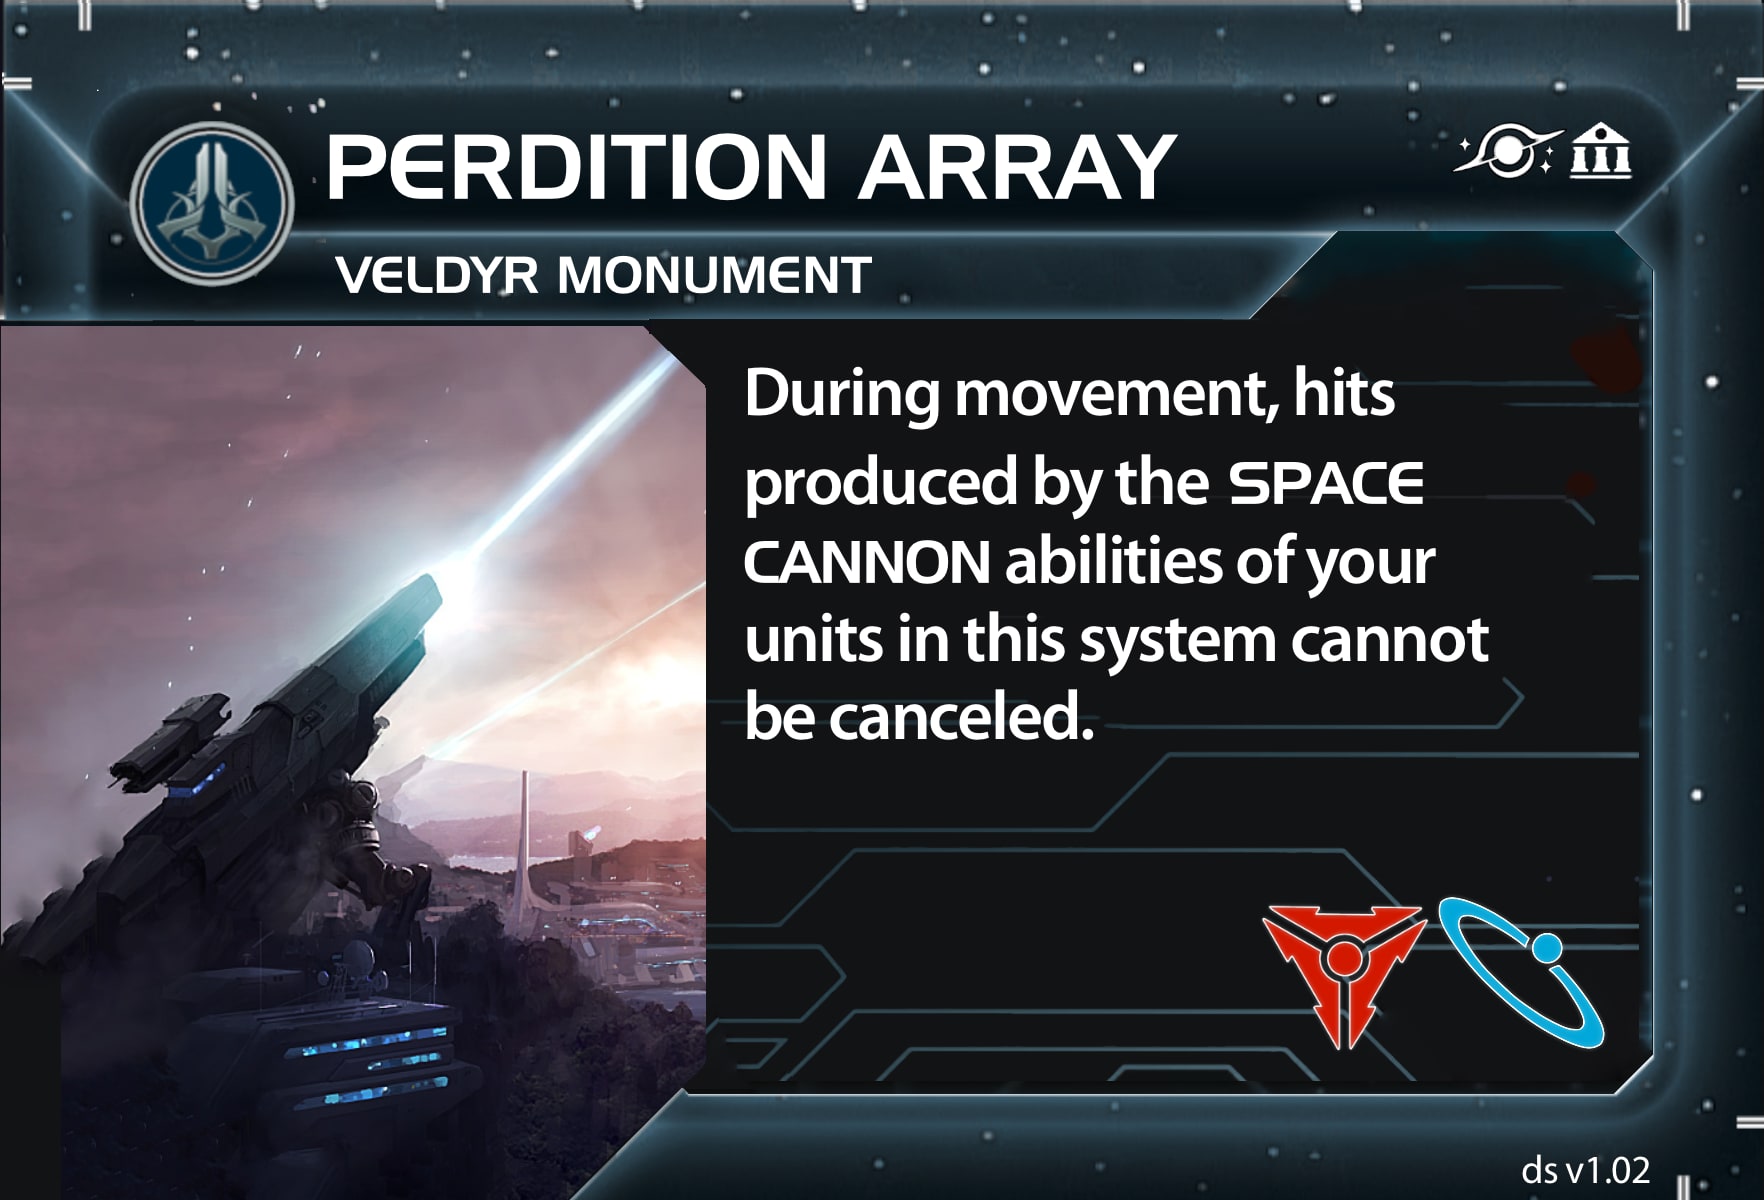 PERDITION ARRAY
VELDYR MONUMENT
During movement, hits
produced by the SPACE
CANNON abilities of your
units in this system cannot
be canceled.
ds v1.02